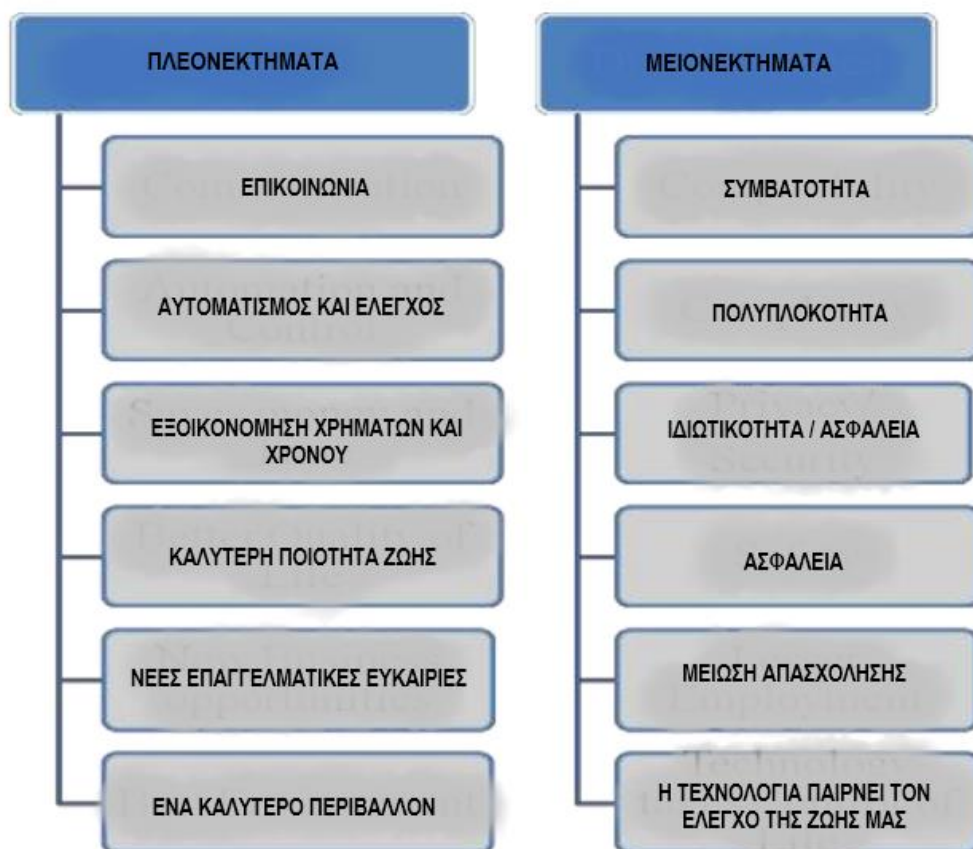 ΠΛΕΟΝΕΚΤΗΜΑΤΑ
ΕΠΙΚΟΙΝΩΝΙΑ
ΑΥΤΟΜΑΤΙΣΜΟΣ ΚΑΙ ΕΛΕΓΧΟΣ
ΕΞΟΙΚΟΝΟΜΗΣΗ ΧΡΗΜΑΤΩΝ ΚΑΙ
ΧΡΟΝΟΥ
ΚΑΛΥΤΕΡΗ ΠΟΙΟΤΗΤΑ ΖΩΗΣ
ΝΕΕΣ ΕΠΑΓΓΕΛΜΑΤΙΚΕΣ ΕΥΚΑΙΡΙΕΣ
ΕΝΑ ΚΑΛΥΤΕΡΟ ΠΕΡΙΒΑΛΛΟΝ
ΜΕΙΟΝΕΚΤΗΜΑΤΑ
ΣΥΜΒΑΤΟΤΗΤΑ
ΠΟΛΥΠΛΟΚΟΤΗΤΑ
ΙΔΙΩΤΙΚΟΤΗΤΑ / ΑΣΦΑΛΕΙΑ
ΑΣΦΑΛΕΙΑ
ΜΕΙΩΣΗ ΑΠΑΣΧΟΛΗΣΗΣ
Η ΤΕΧΝΟΛΟΓΙΑ ΠΑΙΡΝΕΙ ΤΟΝ
ΕΛΕΓΧΟ ΤΗΣ ΖΩΗΣ ΜΑΣ